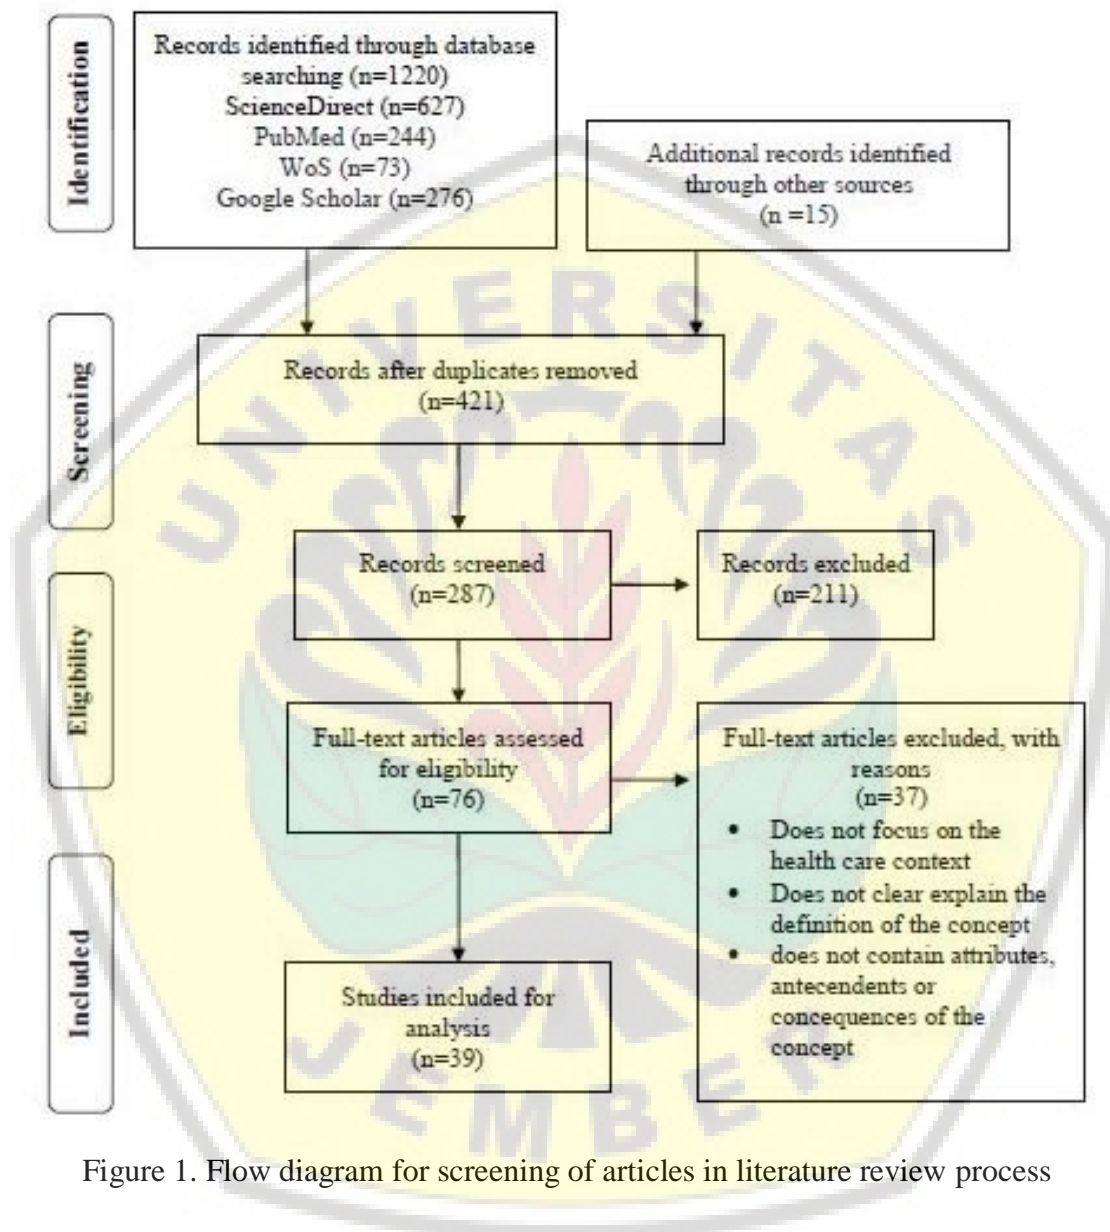 Identification
Records identified through database
searching (n=1220)
ScienceDirect (n=627)
PubMed (n=244)
WoS (n=73)
Google Scholar (n=276)
Additional records identified
through other sources
(n =15)
Screening
Records after duplicates removed
(n=421)
Records screened
(n=287)
Records excluded
(n=211)
Eligibility
Full-text articles assessed
for eligibility
(n=76)
Full-text articles excluded, with
reasons
(n=37)
• Does not focus on the
health care context
• Does not clear explain the
definition of the concept
• does not contain attributes,
antecendents or
concequences of the
concept
Included
Studies included for
analysis
(n=39)
UNIVERSITAS
JEMBER
Figure 1. Flow diagram for screening of articles in literature review process